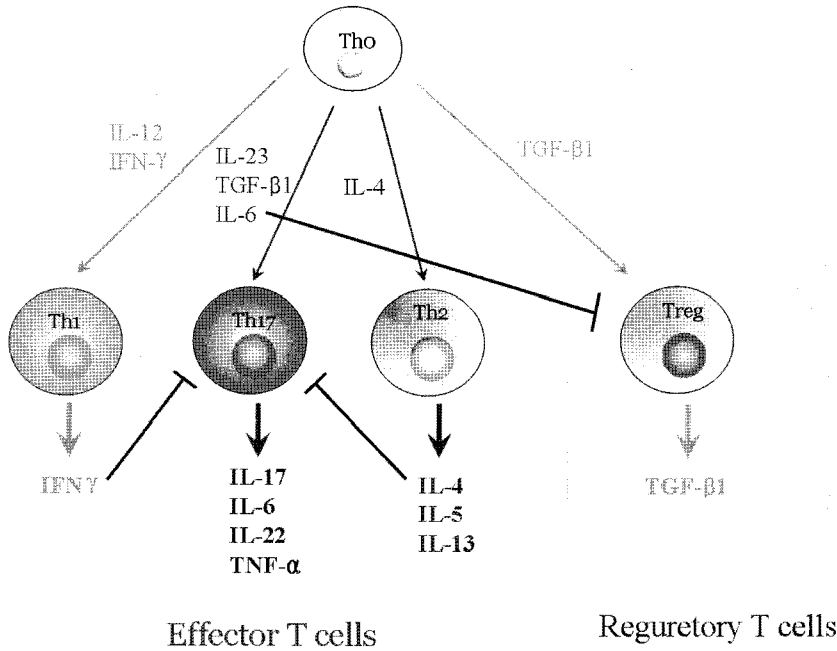 Th0
IL-12
IFN-γ
IL-23
TGF-β1
IL-6
IL-4
TGF-β1
Th1
Th17
Th2
Treg
IFNγ
IL-17
IL-6
IL-22
TNF-α
IL-4
IL-5
IL-13
TGF-β1
Effector T cells
Reguretory T cells